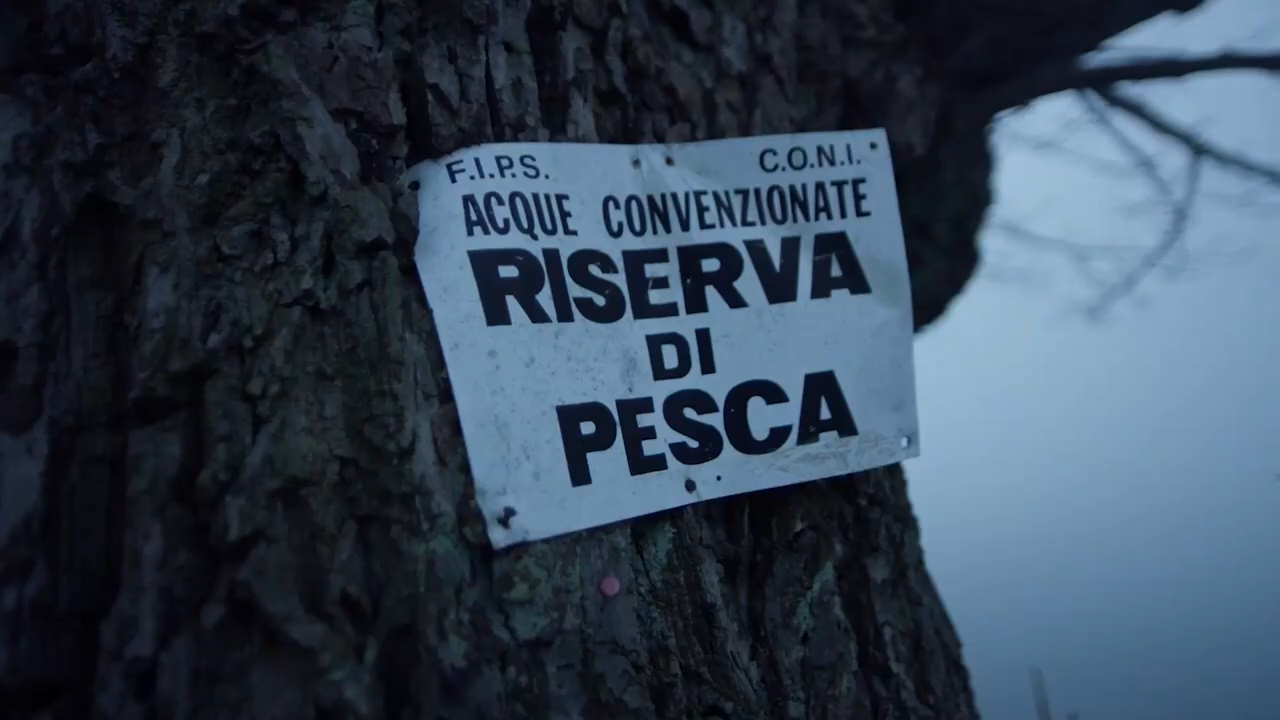 F.I.P.S. C.O.N.I.
ACQUE CONVENZIONATE
RISERVA
DI
PESCA